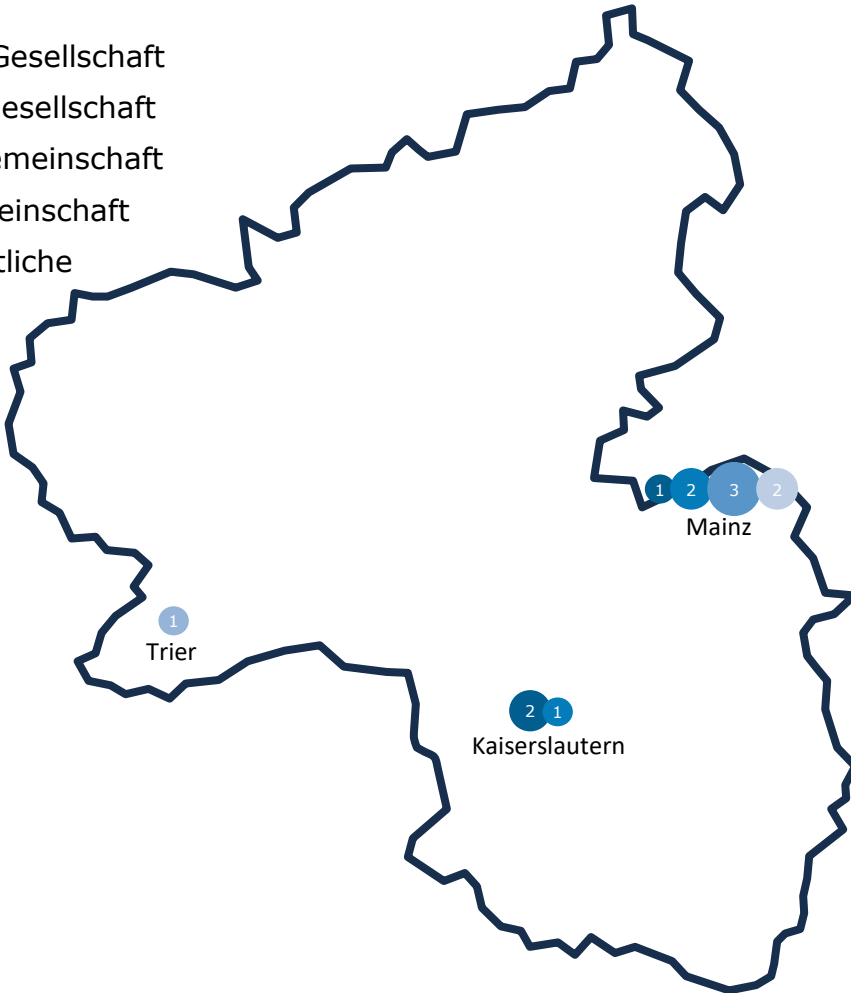 Gesellschaft
esellschaft
emeinschaft
einschaft
tliche
1 2 3 2
Mainz
1
Trier
2 1
Kaiserslautern